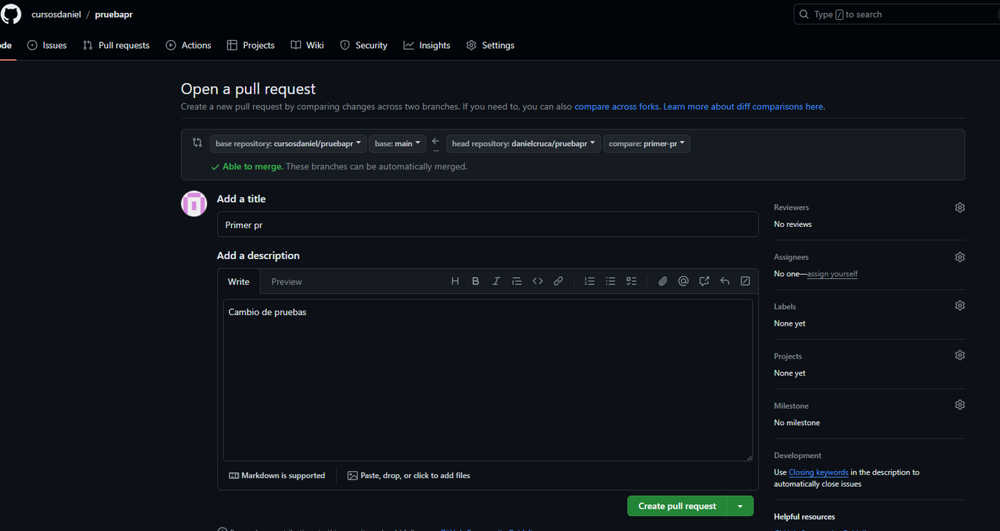 cursosdaniel / pruebapr
Type / to search
ode Issues Pull requests Actions Projects Wiki Security Insights Settings
Open a pull request
Create a new pull request by comparing changes across two branches. If you need to, you can also compare across forks. Learn more about diff comparisons here.
base repository: cursosdaniel/pruebapr base: main ... head repository: danielcruca/pruebapr compare: primer-pr
Able to merge. These branches can be automatically merged.
Add a title
Primer pr
Add a description
Write Preview
Cambio de pruebas
Markdown is supported Paste, drop, or click to add files
Create pull request
Reviewers
No reviews
Assignees
No one—assign yourself
Labels
None yet
Projects
None yet
Milestone
No milestone
Development
Use Closing keywords in the description to
automatically close issues
Helpful resources